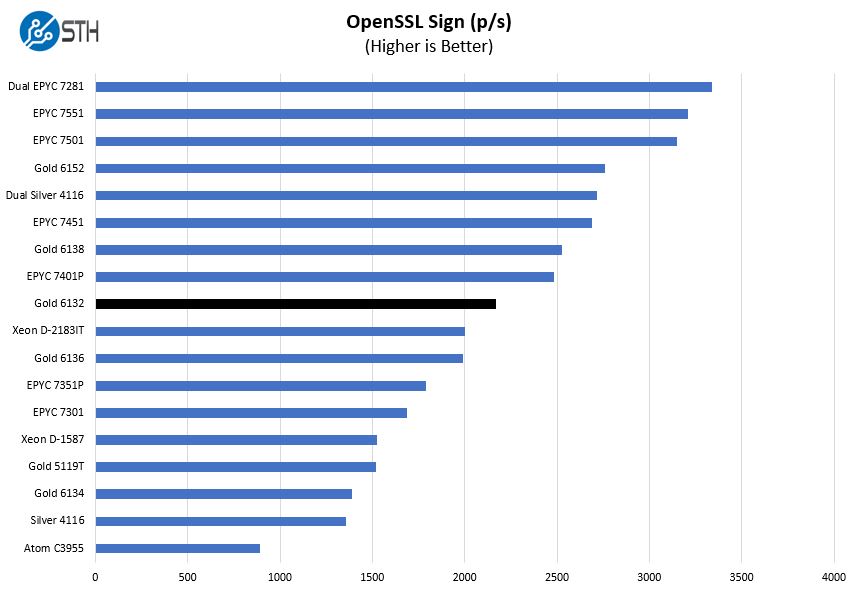 STH
OpenSSL Sign (p/s)
(Higher is Better)
Dual EPYC 7281
EPYC 7551
EPYC 7501
Gold 6152
Dual Silver 4116
EPYC 7451
Gold 6138
EPYC 7401P
Gold 6132
Xeon D-2183IT
Gold 6136
EPYC 7351P
EPYC 7301
Xeon D-1587
Gold 5119T
Gold 6134
Silver 4116
Atom C3955
0 500 1000 1500 2000 2500 3000 3500 4000